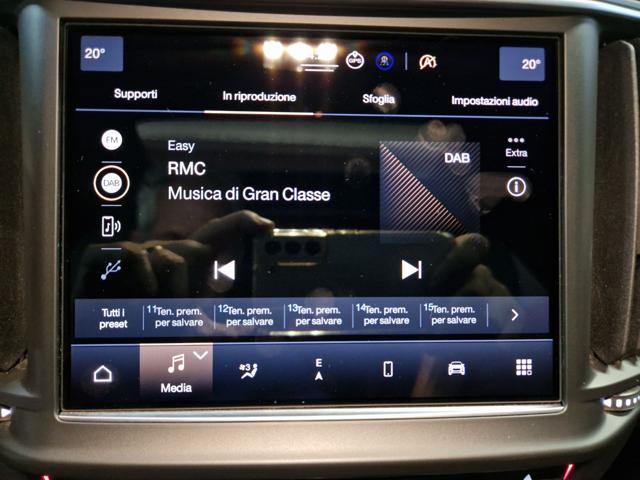 20°
GPS
20°
Supporti
In riproduzione
Sfoglia
Impostazioni audio
FM
Easy
DAB
Extra
RMC
DAB
Musica di Gran Classe
Tutti i
preset
11Ten. prem.
per salvare
12Ten. prem.
per salvare
13Ten. prem.
per salvare
14Ten. prem.
per salvare
15Ten. prem.
per salvare
3
E
Media